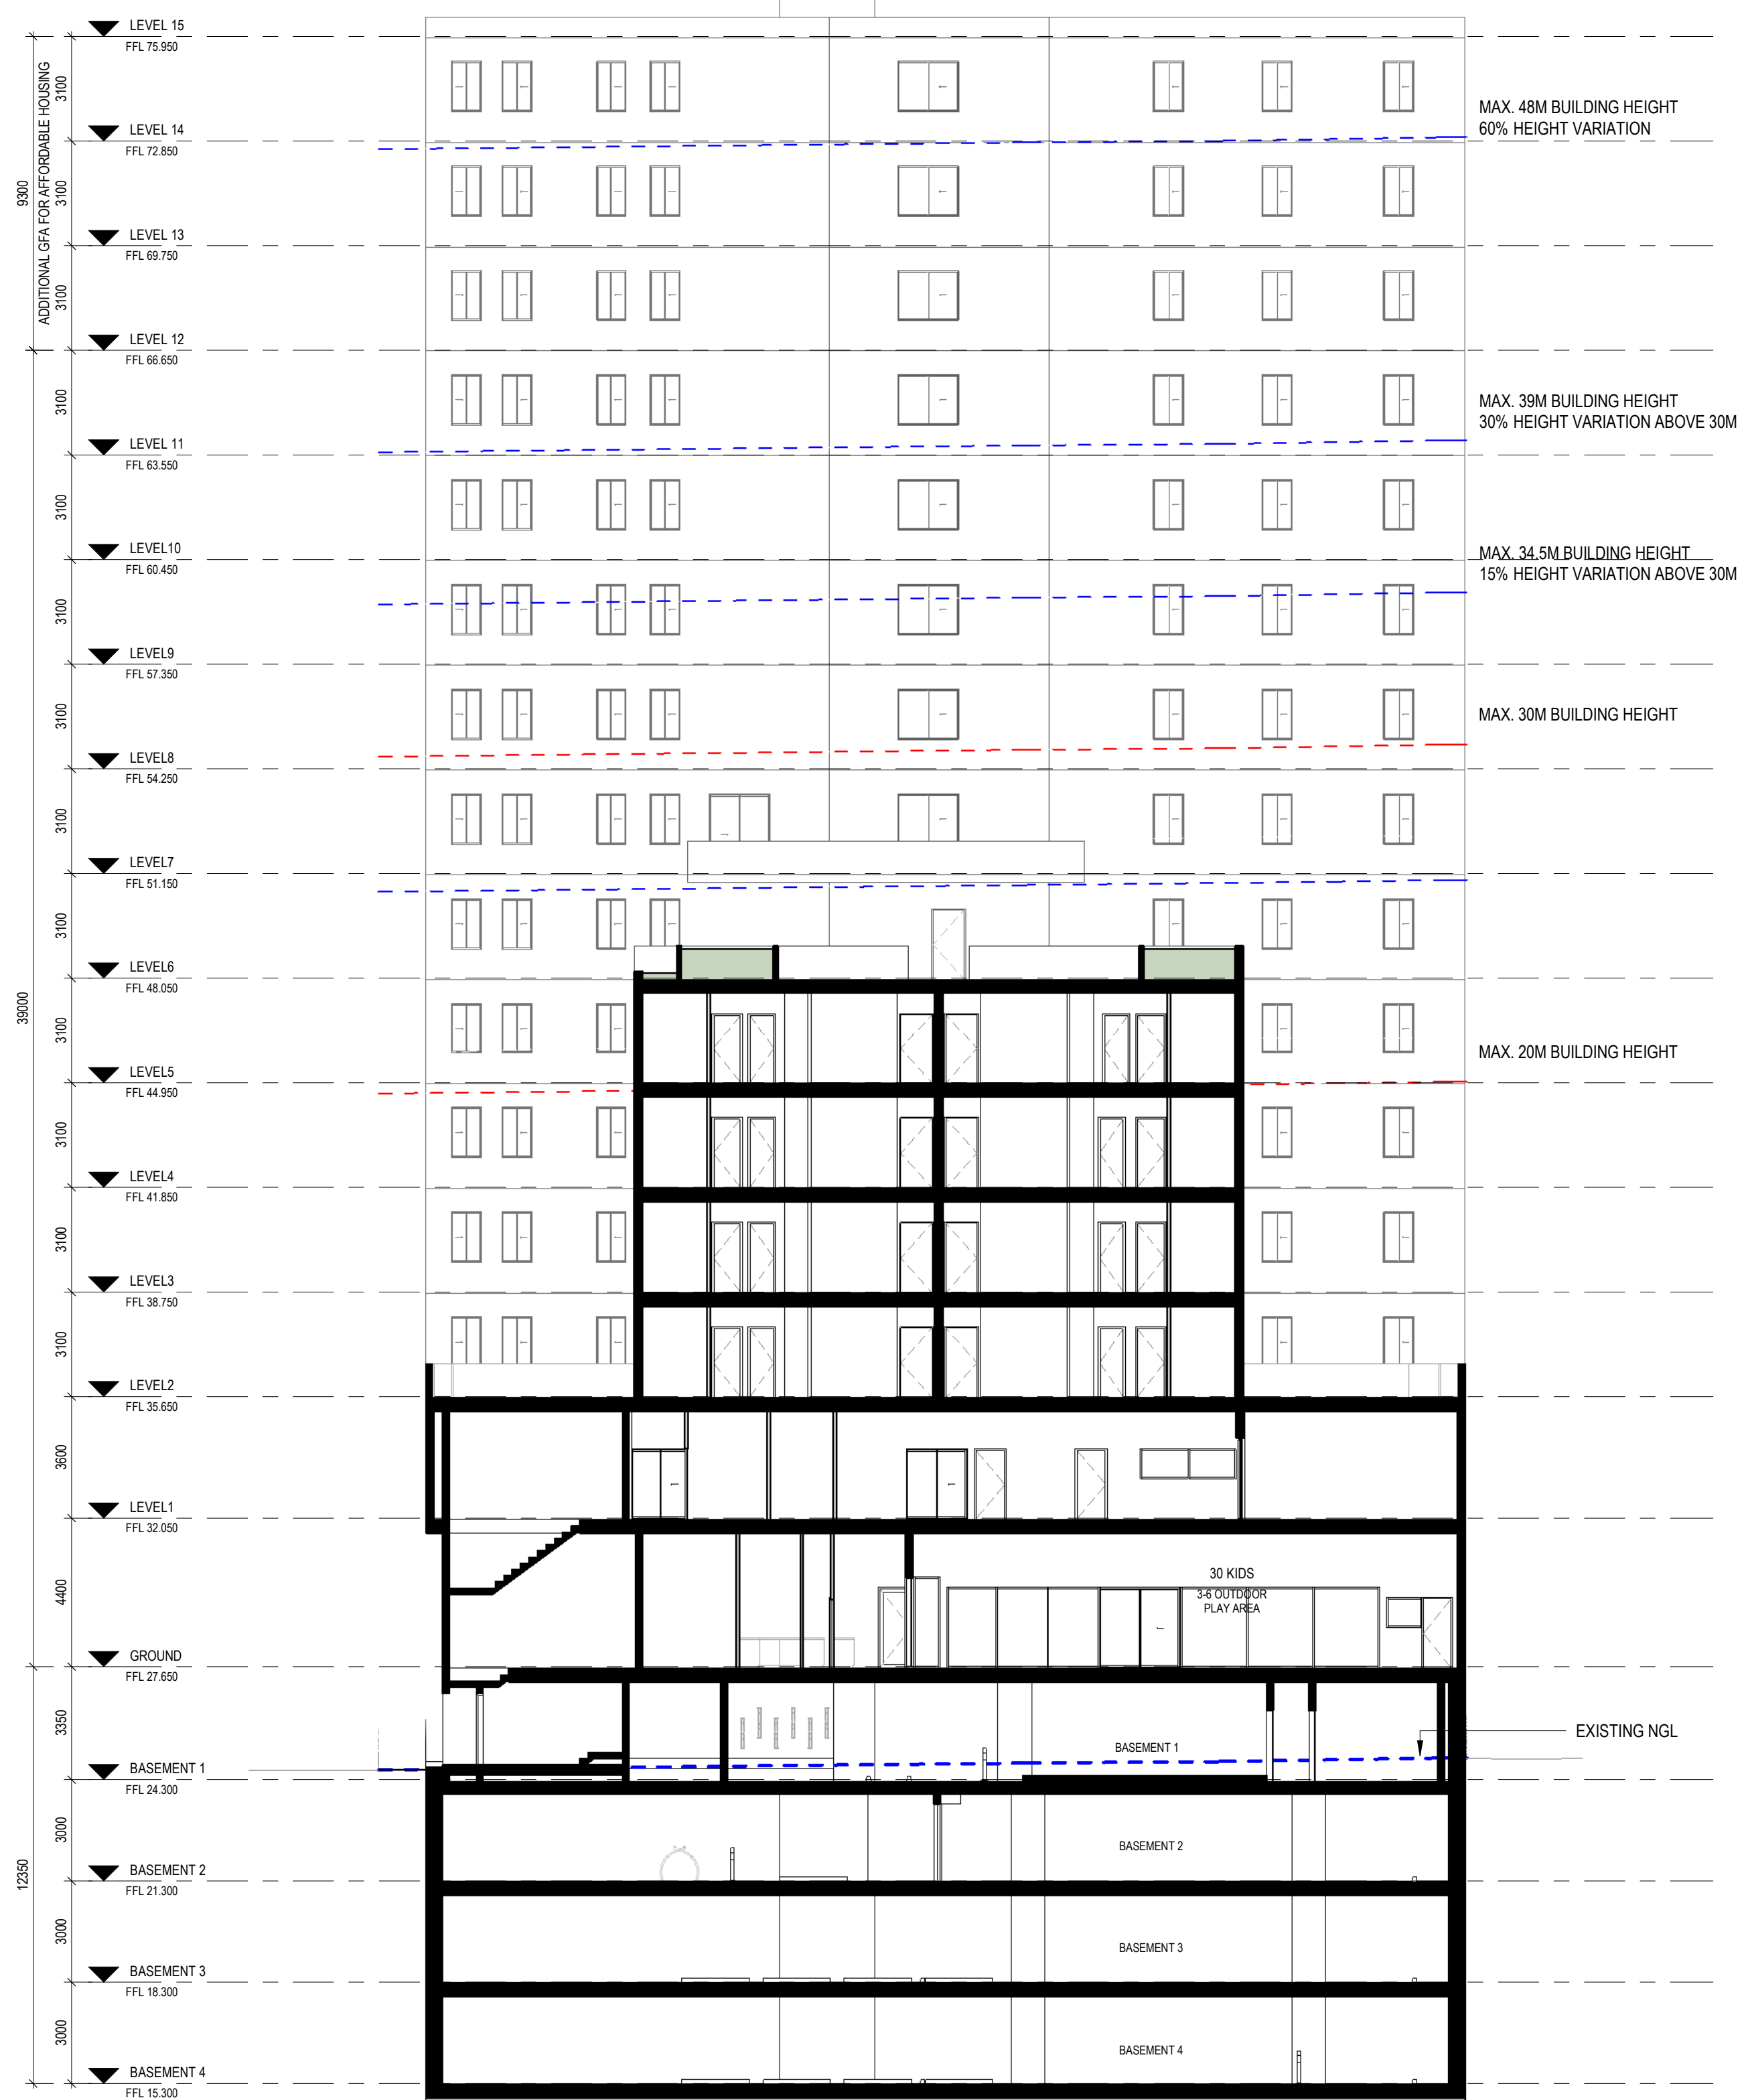 LEVEL 15
FFL 75.950
3100
ADDITIONAL GFA FOR AFFORDABLE HOUSING
9300
MAX. 48M BUILDING HEIGHT
60% HEIGHT VARIATION
LEVEL 14
FFL 72.850
3100
LEVEL 13
FFL 69.750
3100
LEVEL 12
FFL 66.650
3100
MAX. 39M BUILDING HEIGHT
30% HEIGHT VARIATION ABOVE 30M
LEVEL 11
FFL 63.550
3100
LEVEL10
FFL 60.450
MAX. 34.5M BUILDING HEIGHT
15% HEIGHT VARIATION ABOVE 30M
3100
LEVEL9
FFL 57.350
3100
MAX. 30M BUILDING HEIGHT
LEVEL8
FFL 54.250
3100
LEVEL7
FFL 51.150
3100
LEVEL6
FFL 48.050
39000
3100
MAX. 20M BUILDING HEIGHT
LEVEL5
FFL 44.950
3100
LEVEL4
FFL 41.850
3100
LEVEL3
FFL 38.750
3100
LEVEL2
FFL 35.650
3600
LEVEL1
FFL 32.050
4400
30 KIDS
3-6 OUTDOOR
PLAY AREA
GROUND
FFL 27.650
3350
BASEMENT 1
EXISTING NGL
BASEMENT 1
FFL 24.300
3000
BASEMENT 2
12350
BASEMENT 2
FFL 21.300
3000
BASEMENT 3
BASEMENT 3
FFL 18.300
3000
BASEMENT 4
BASEMENT 4
FFL 15.300